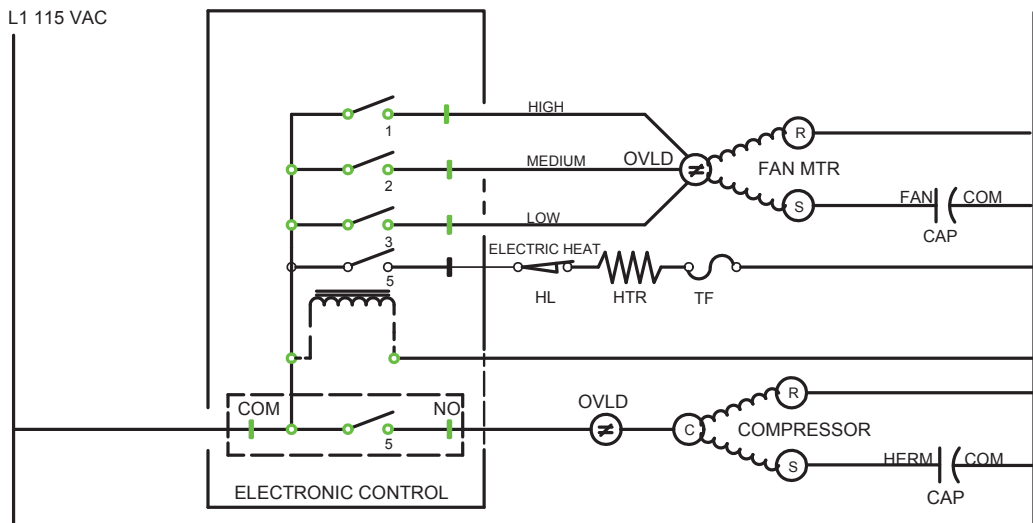 L1 115 VAC
HIGH
1
MEDIUM
OVLD
R
FAN MTR
2
LOW
S
FAN
COM
CAP
3
ELECTRIC HEAT
5
HL
HTR
TF
COM
NO
5
OVLD
C
R
COMPRESSOR
S
HERM
COM
CAP
ELECTRONIC CONTROL